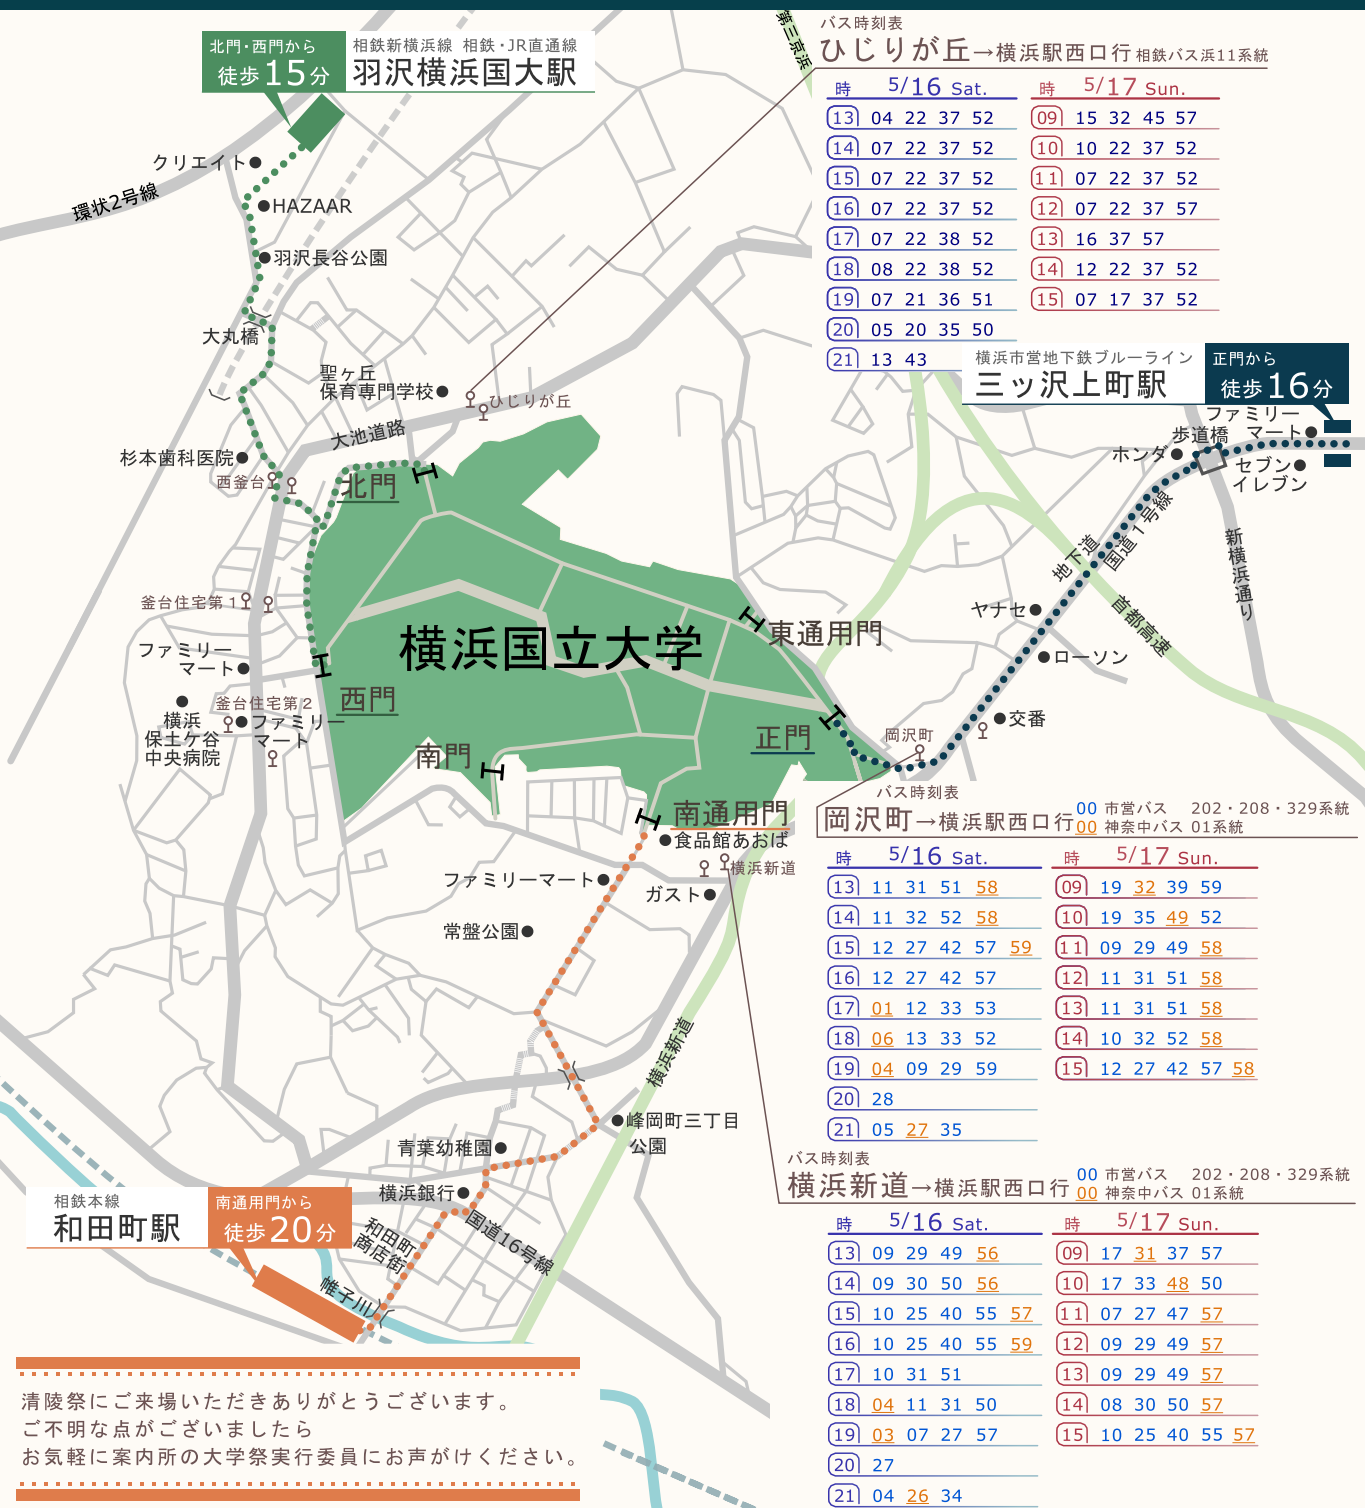 北門・西門から
徒歩15分
相鉄新横浜線 相鉄・JR直通線
羽沢横浜国大駅
第三京浜
クリエイト
環状2号線
HAZAAR
羽沢長谷公園
大丸橋
聖ヶ丘
保育専門学校
ひじりが丘
大池道路
杉本歯科医院
西釜台
北門
釜台住宅第1
ファミリー
マート
横浜国立大学
東通用門
西門
釜台住宅第2
ファミリー
マート
横浜
保土ケ谷
中央病院
南門
正門
岡沢町
南通用門
食品館あおば
横浜新道
ファミリーマート
ガスト
常盤公園
横浜新道
峰岡町三丁目
公園
青葉幼稚園
横浜銀行
国道16号線
和田町
商店街
帷子川
相鉄本線
和田町駅
南通用門から
徒歩20分
横浜市営地下鉄ブルーライン
三ッ沢上町駅
正門から
徒歩16分
ファミリー
マート
歩道橋
ホンダ
セブン
イレブン
国道1号線
地下道
新横浜通り
首都高速
ヤナセ
ローソン
交番
バス時刻表
ひじりが丘→横浜駅西口行 相鉄バス浜11系統
時 5/16 Sat.
13 04 22 37 52
14 07 22 37 52
15 07 22 37 52
16 07 22 37 52
17 07 22 38 52
18 08 22 38 52
19 07 21 36 51
20 05 20 35 50
21 13 43
時 5/17 Sun.
09 15 32 45 57
10 10 22 37 52
11 07 22 37 52
12 07 22 37 57
13 16 37 57
14 12 22 37 52
15 07 17 37 52
バス時刻表
岡沢町→横浜駅西口行
00 市営バス 202・208・329系統
00 神奈中バス 01系統
時 5/16 Sat.
13 11 31 51 58
14 11 32 52 58
15 12 27 42 57 59
16 12 27 42 57
17 01 12 33 53
18 06 13 33 52
19 04 09 29 59
20 28
21 05 27 35
時 5/17 Sun.
09 19 32 39 59
10 19 35 49 52
11 09 29 49 58
12 11 31 51 58
13 11 31 51 58
14 10 32 52 58
15 12 27 42 57 58
バス時刻表
横浜新道→横浜駅西口行
00 市営バス 202・208・329系統
00 神奈中バス 01系統
時 5/16 Sat.
13 09 29 49 56
14 09 30 50 56
15 10 25 40 55 57
16 10 25 40 55 59
17 10 31 51
18 04 11 31 50
19 03 07 27 57
20 27
21 04 26 34
時 5/17 Sun.
09 17 31 37 57
10 17 33 48 50
11 07 27 47 57
12 09 29 49 57
13 09 29 49 57
14 08 30 50 57
15 10 25 40 55 57
清陵祭にご来場いただきありがとうございます。
ご不明な点がございましたら
お気軽に案内所の大学祭実行委員にお声がけください。